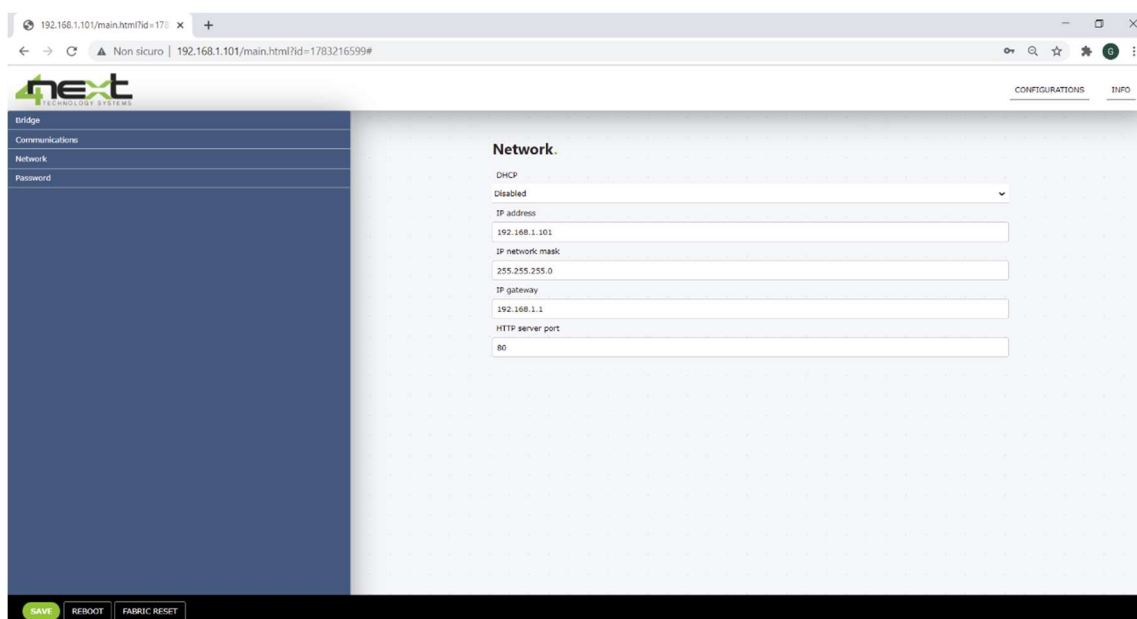 192.168.1.101/main.html?id=178
Non sicuro | 192.168.1.101/main.html?id=1783216599#
G
4next
TECHNOLOGY SYSTEMS
CONFIGURATIONS INFO
Bridge
Communications
Network
Password
Network.
DHCP
Disabled
IP address
192.168.1.101
IP network mask
255.255.255.0
IP gateway
192.168.1.1
HTTP server port
80
SAVE REBOOT FABRIC RESET